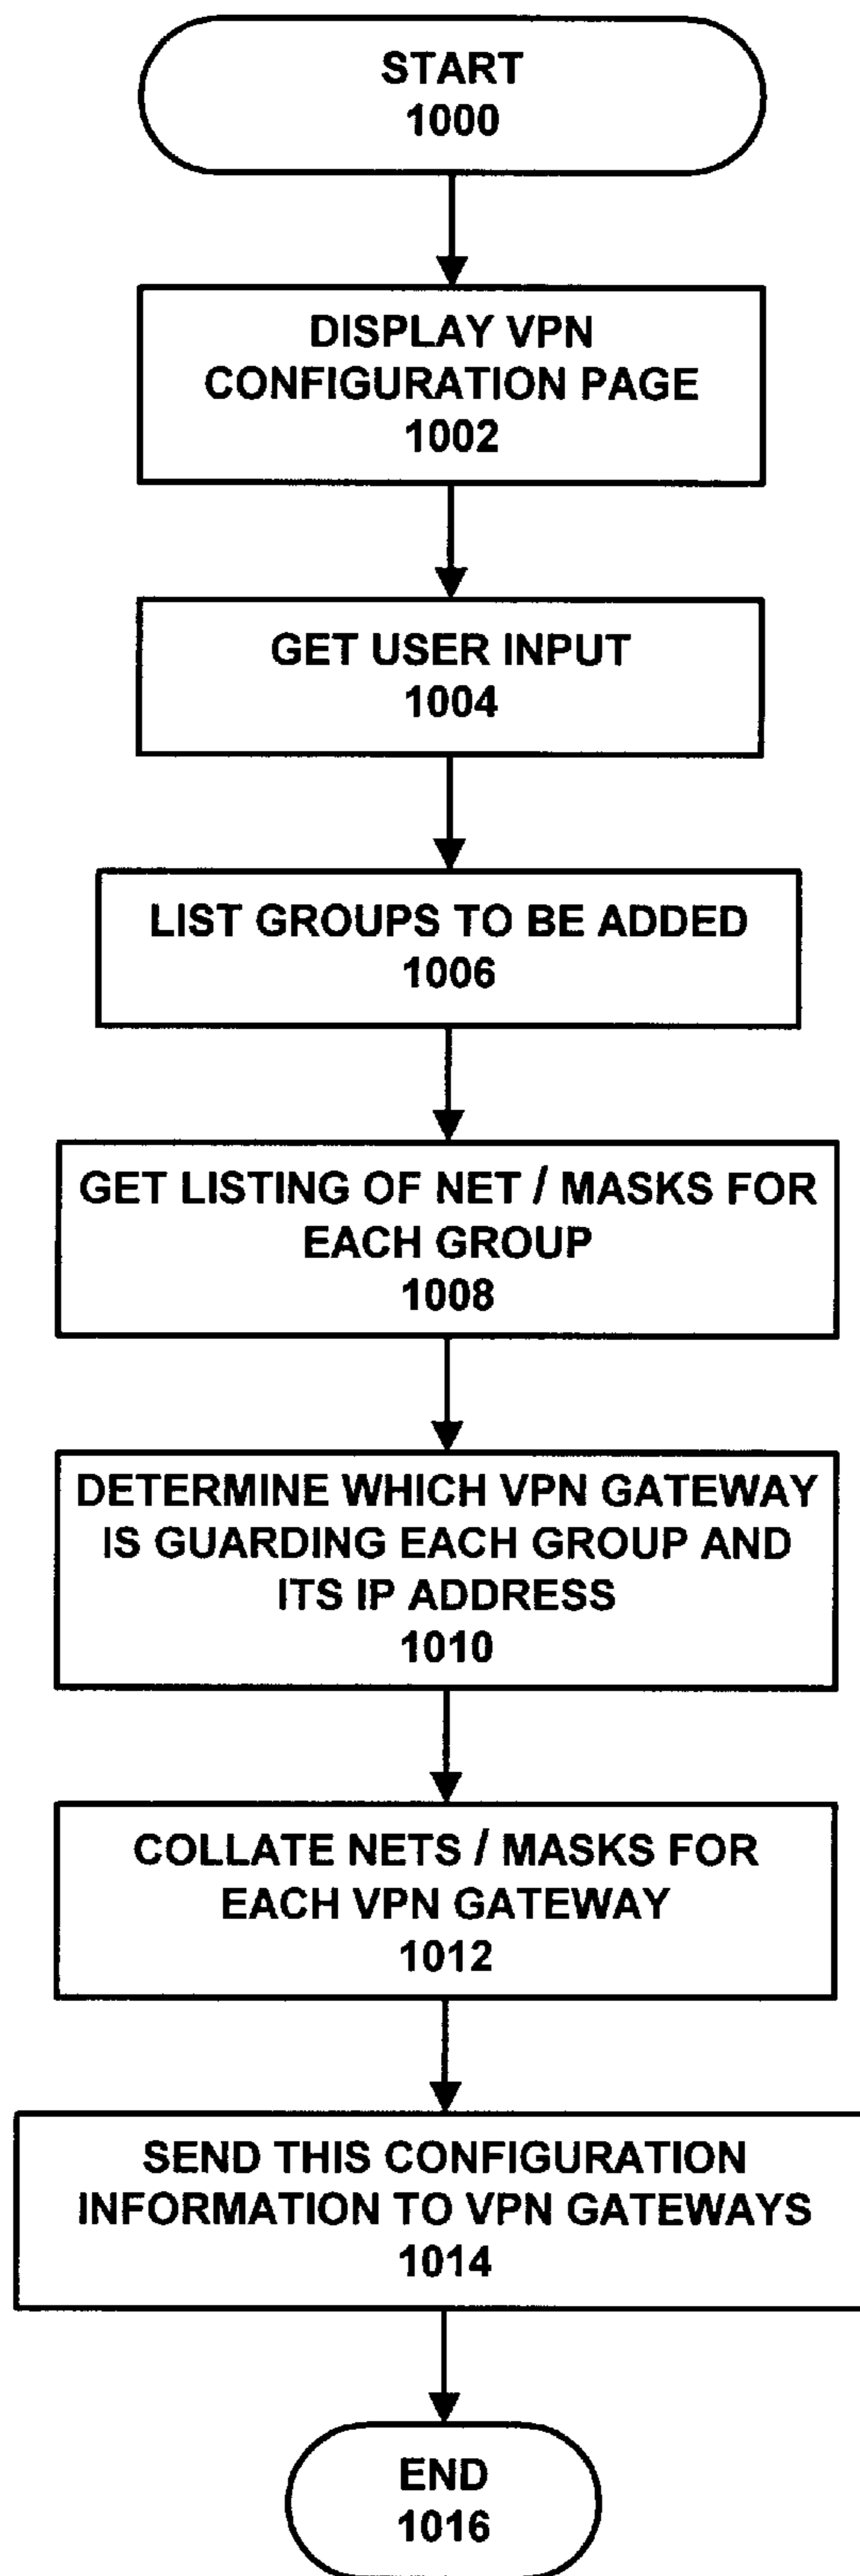 START
1000
DISPLAY VPN
CONFIGURATION PAGE
1002
GET USER INPUT
1004
LIST GROUPS TO BE ADDED
1006
GET LISTING OF NET / MASKS FOR
EACH GROUP
1008
DETERMINE WHICH VPN GATEWAY
IS GUARDING EACH GROUP AND
ITS IP ADDRESS
1010
COLLATE NETS / MASKS FOR
EACH VPN GATEWAY
1012
SEND THIS CONFIGURATION
INFORMATION TO VPN GATEWAYS
1014
END
1016